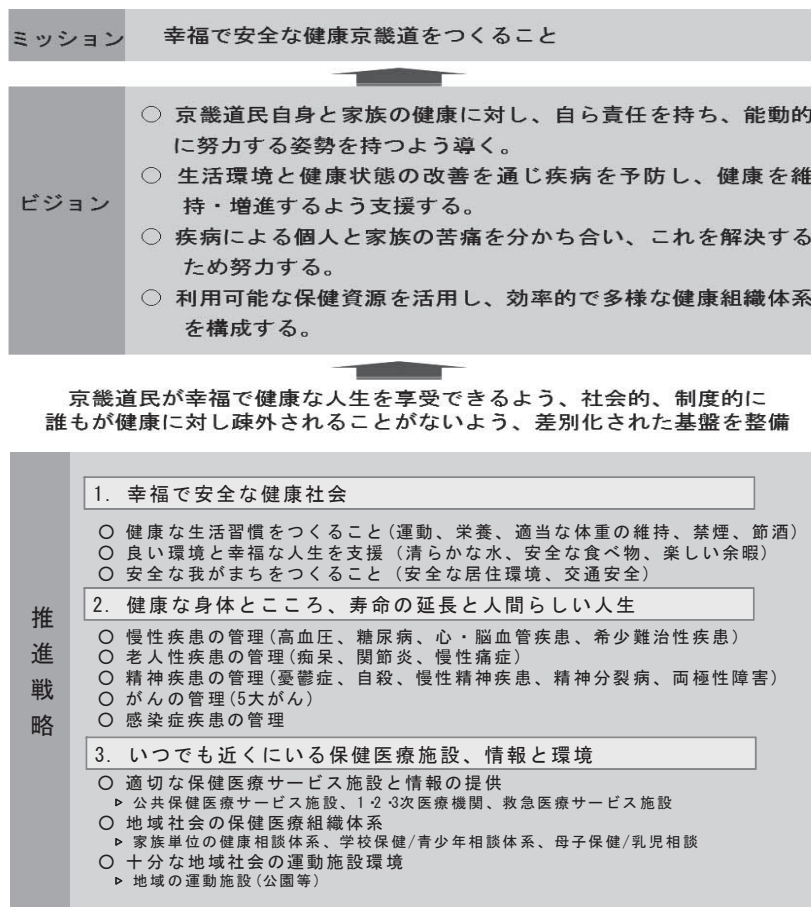 ミッション
幸福で安全な健康京畿道をつくること
ビジョン
○ 京畿道民自身と家族の健康に対し、自ら責任を持ち、能動的
に努力する姿勢を持つよう導く。
○ 生活環境と健康状態の改善を通じ疾病を予防し、健康を維
持・増進するよう支援する。
○ 疾病による個人と家族の苦痛を分かち合い、これを解決する
ため努力する。
○ 利用可能な保健資源を活用し、効率的で多様な健康組織体系
を構成する。
京畿道民が幸福で健康な人生を享受できるよう、社会的、制度的に
誰もが健康に対し疎外されることがないよう、差別化された基盤を整備
推進戦略
1. 幸福で安全な健康社会
○ 健康な生活習慣をつくること(運動、栄養、適当な体重の維持、禁煙、節酒)
○ 良い環境と幸福な人生を支援 (清らかな水、安全な食べ物、楽しい余暇)
○ 安全な我がまちをつくること (安全な居住環境、交通安全)
2. 健康な身体とこころ、寿命の延長と人間らしい人生
○ 慢性疾患の管理(高血圧、糖尿病、心・脳血管疾患、希少難治性疾患)
○ 老人性疾患の管理(痴呆、関節炎、慢性痛症)
○ 精神疾患の管理(憂鬱症、自殺、慢性精神疾患、精神分裂病、両極性障害)
○ がんの管理(5大がん)
○ 感染症疾患の管理
3. いつでも近くにいる保健医療施設、情報と環境
○ 適切な保健医療サービス施設と情報の提供
▷ 公共保健医療サービス施設、1・2・3次医療機関、救急医療サービス施設
○ 地域社会の保健医療組織体系
▷ 家族単位の健康相談体系、学校保健/青少年相談体系、母子保健/乳児相談
○ 十分な地域社会の運動施設環境
▷ 地域の運動施設(公園等)